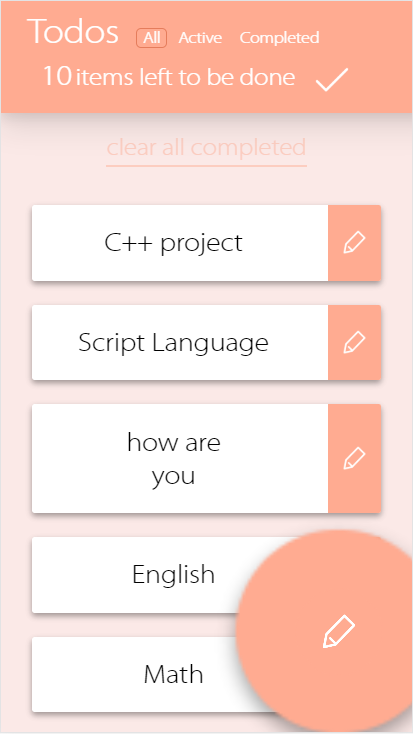 Todos All Active Completed
10 items left to be done
clear all completed
C++ project
Script Language
how are
you
English
Math